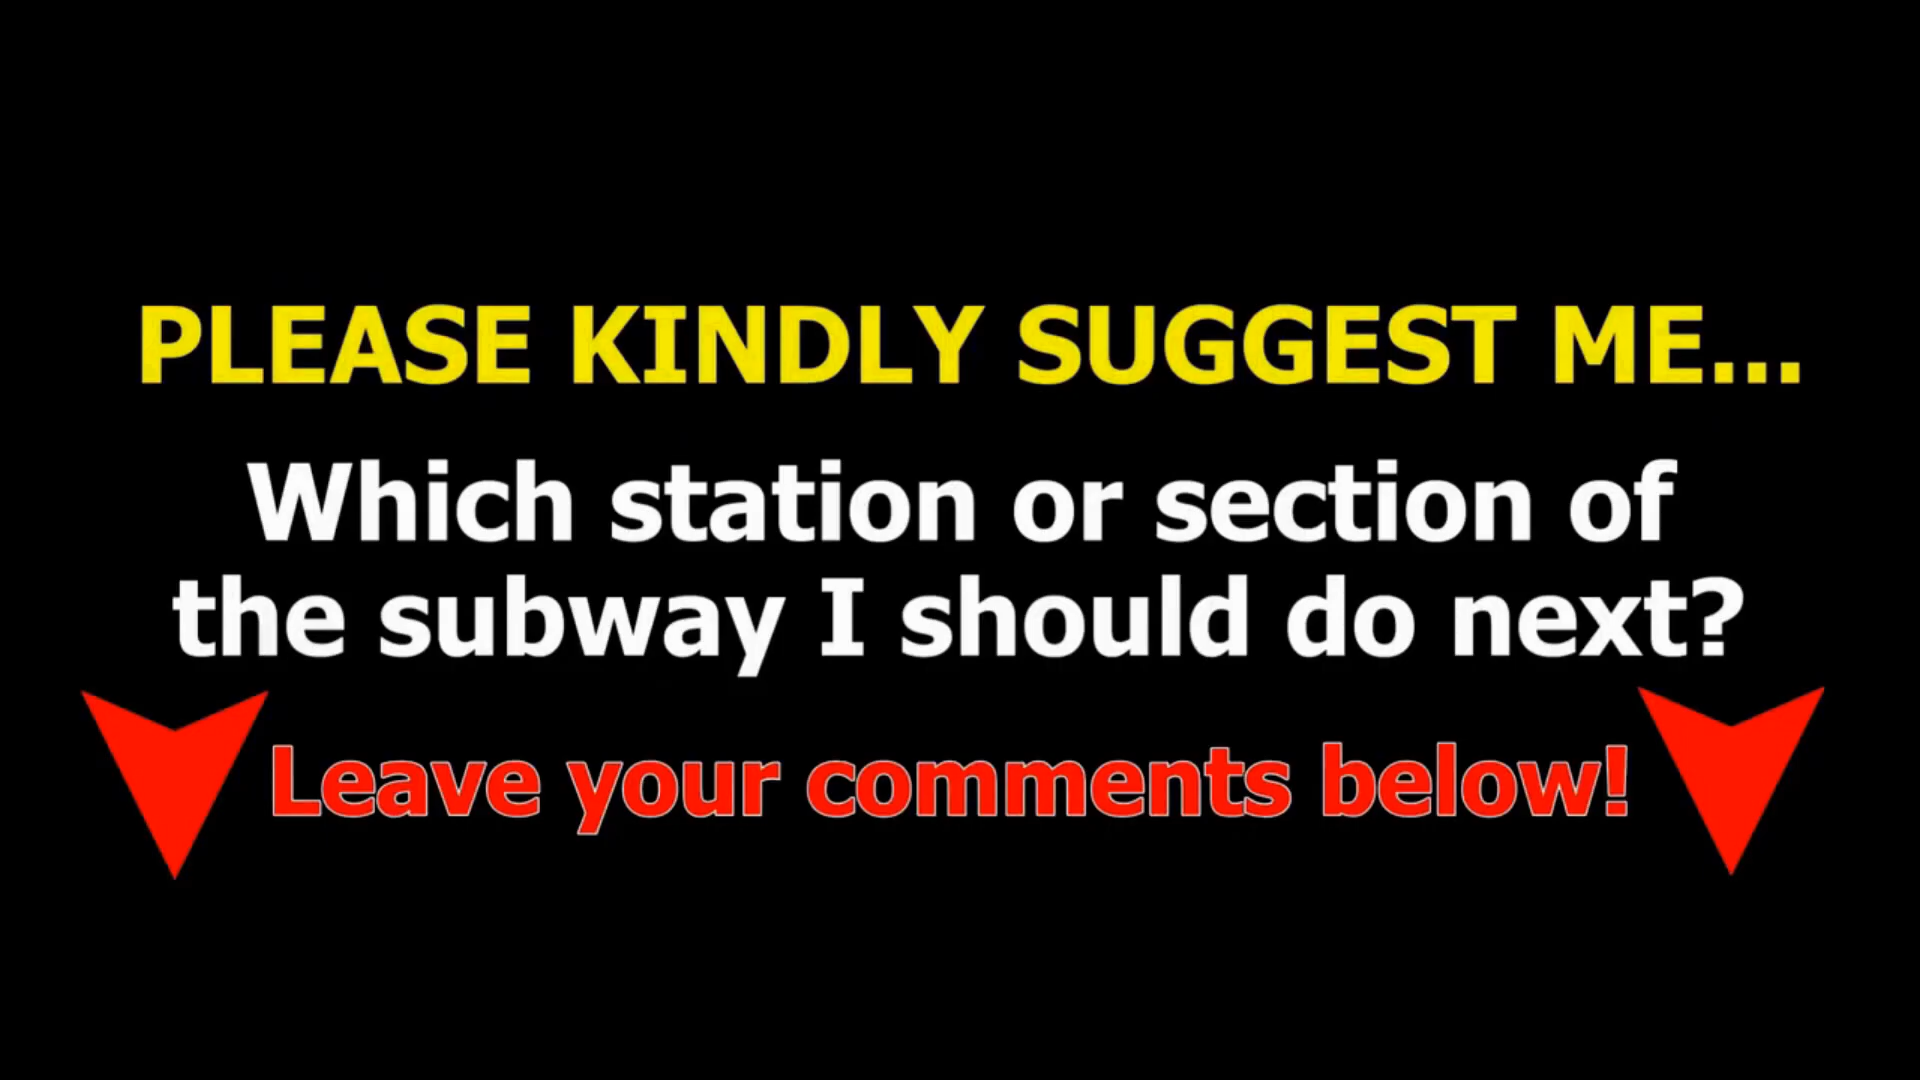 PLEASE KINDLY SUGGEST ME...
Which station or section of
the subway I should do next?
Leave your comments below!